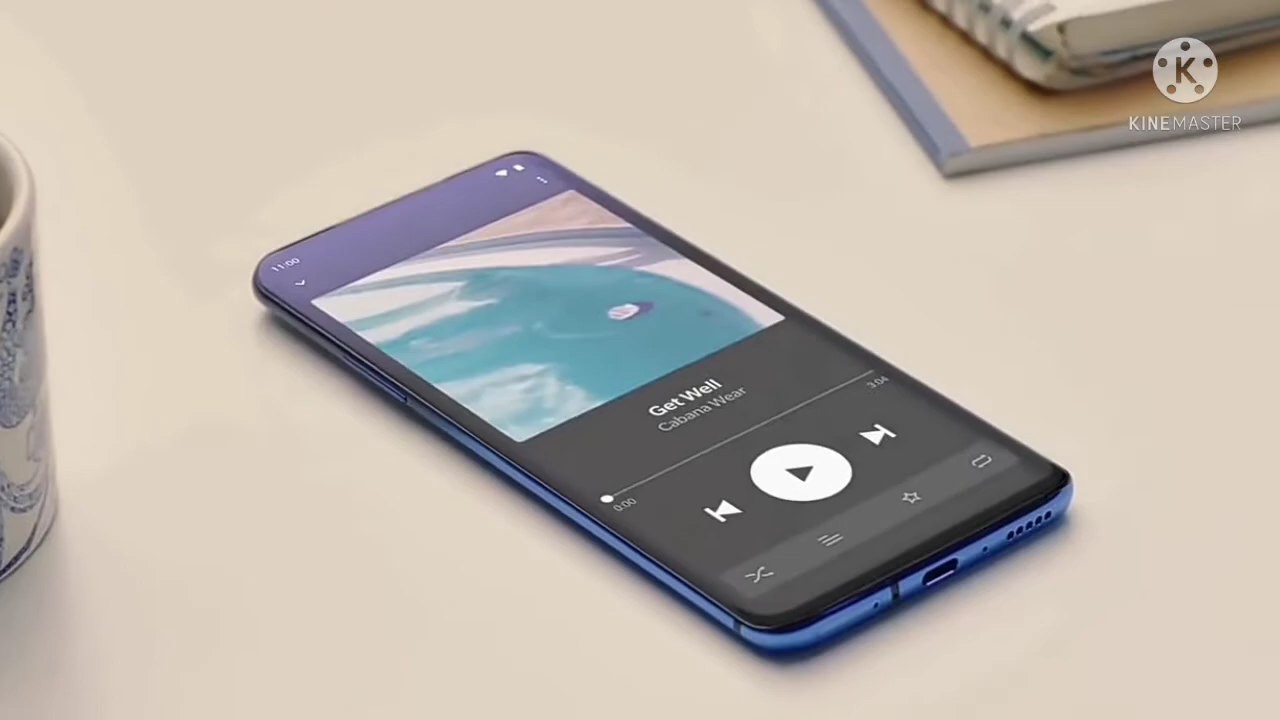 K
KINEMASTER
11:00
Get Well
Cabana Wear
3:04
0:00